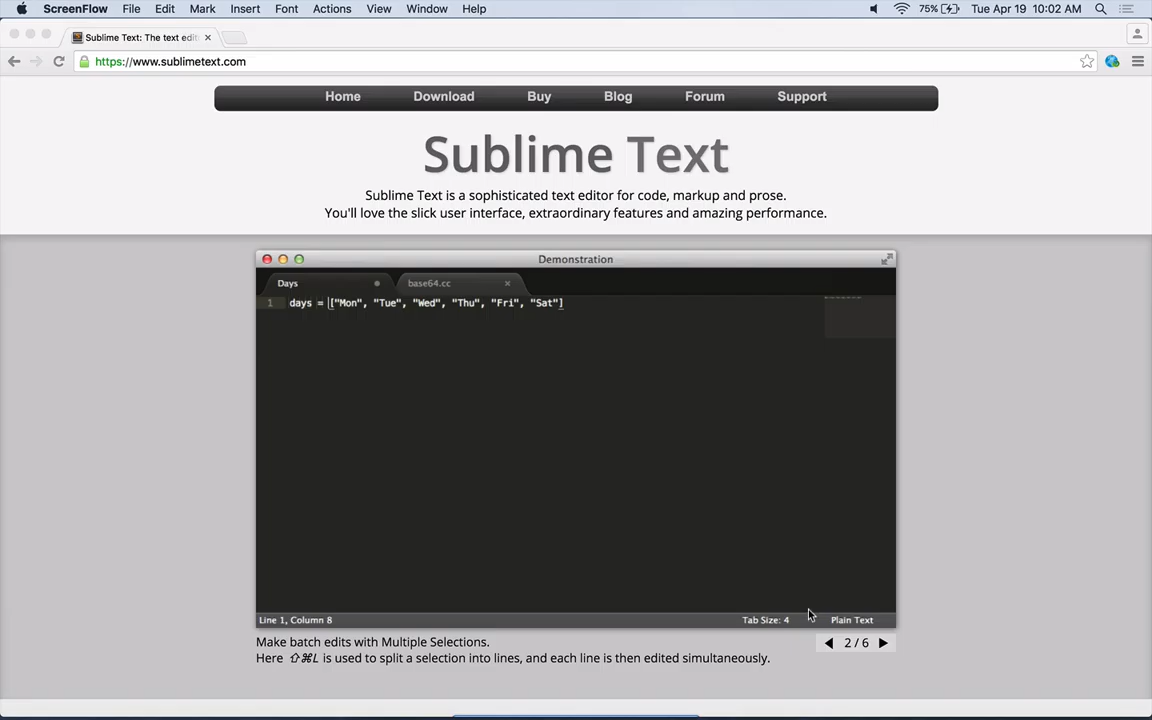 ScreenFlow File Edit Mark Insert Font Actions View Window Help 75% Tue Apr 19 10:02 AM
Sublime Text: The text edit
https://www.sublimetext.com
Home Download Buy Blog Forum Support
Sublime Text
Sublime Text is a sophisticated text editor for code, markup and prose.
You'll love the slick user interface, extraordinary features and amazing performance.
Demonstration
Days base64.cc
1 days = ["Mon", "Tue", "Wed", "Thu", "Fri", "Sat"]
Line 1, Column 8 Tab Size: 4 Plain Text
Make batch edits with Multiple Selections. 2 / 6
Here ⇧⌘L is used to split a selection into lines, and each line is then edited simultaneously.